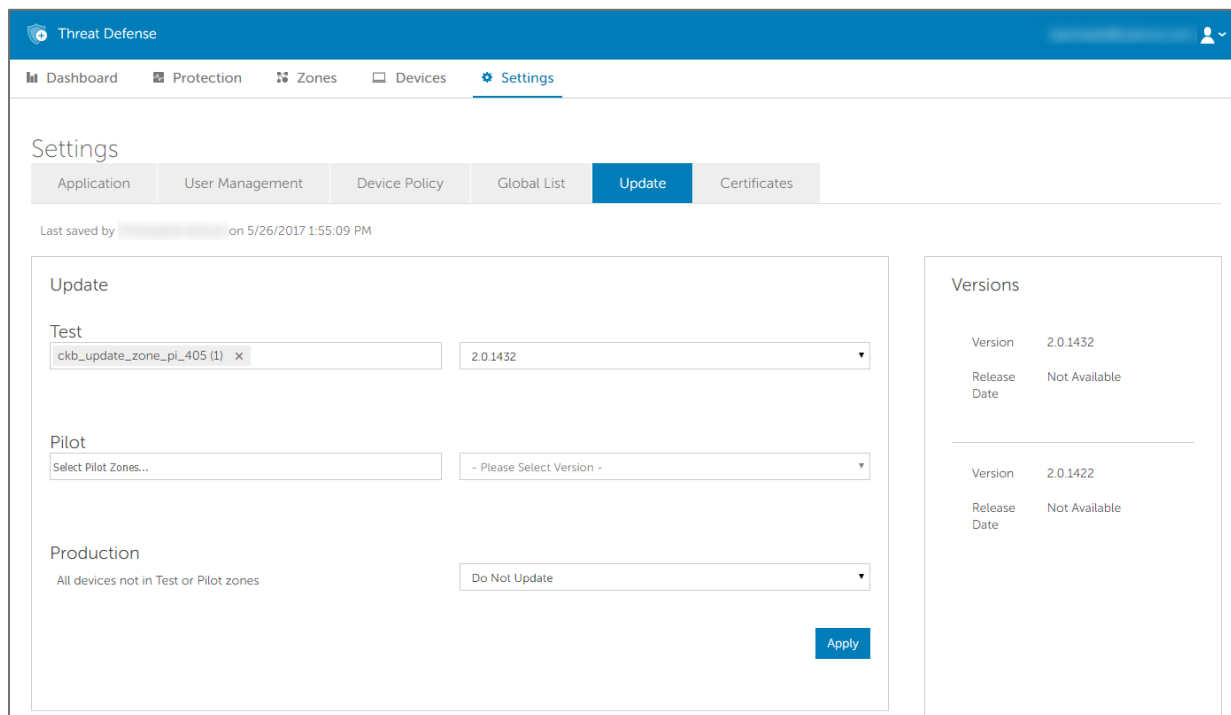 Threat Defense
Dashboard Protection Zones Devices Settings
Settings
Application User Management Device Policy Global List Update Certificates
Last saved by on 5/26/2017 1:55:09 PM
Update
Test
ckb_update_zone_pi_405 (1) ×
2.0.1432
Pilot
Select Pilot Zones...
- Please Select Version -
Production
All devices not in Test or Pilot zones
Do Not Update
Apply
Versions
Version 2.0.1432
Release Not Available
Date
Version 2.0.1422
Release Not Available
Date